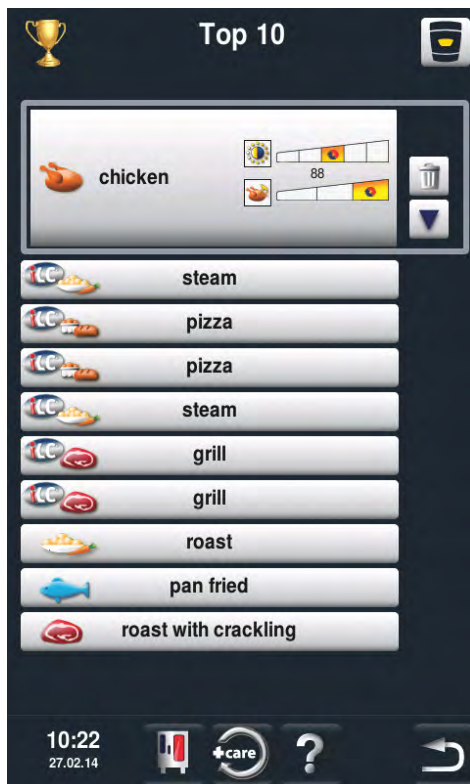 Top 10
chicken
88
steam
pizza
pizza
steam
grill
grill
roast
pan fried
roast with crackling
10:22
27.02.14
+care
?